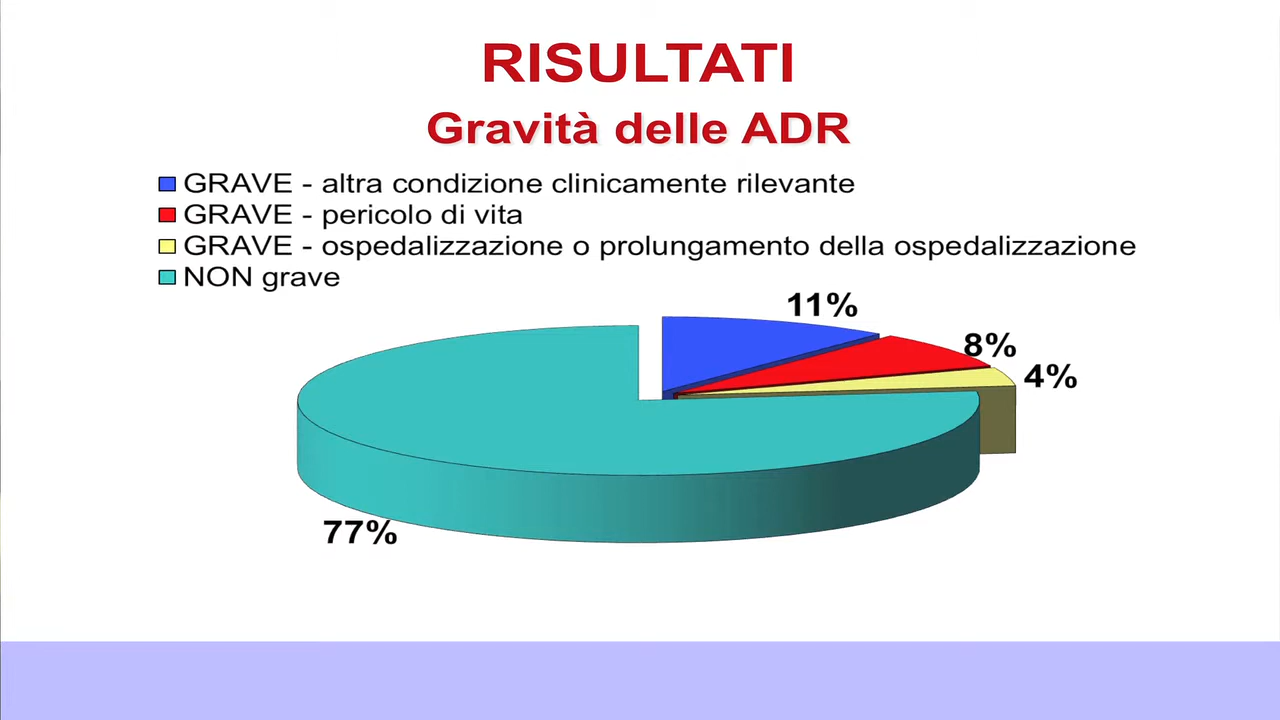 RISULTATI
Gravità delle ADR
GRAVE - altra condizione clinicamente rilevante
GRAVE - pericolo di vita
GRAVE - ospedalizzazione o prolungamento della ospedalizzazione
NON grave
11%
8%
4%
77%